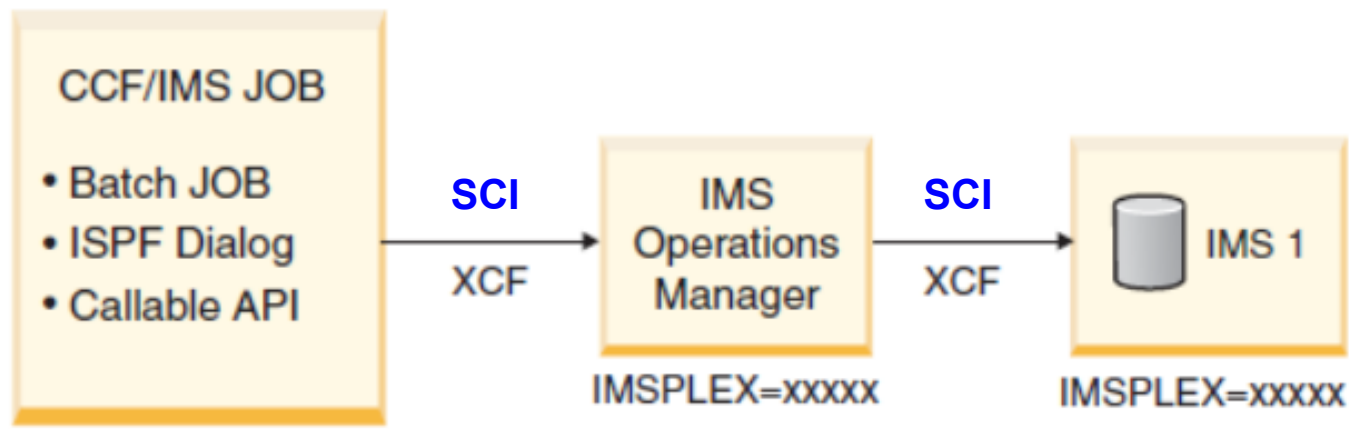 CCF/IMS JOB
• Batch JOB
• ISPF Dialog
• Callable API
SCI
XCF
IMS
Operations
Manager
IMSPLEX=xxxxx
SCI
XCF
IMS 1
IMSPLEX=xxxxx